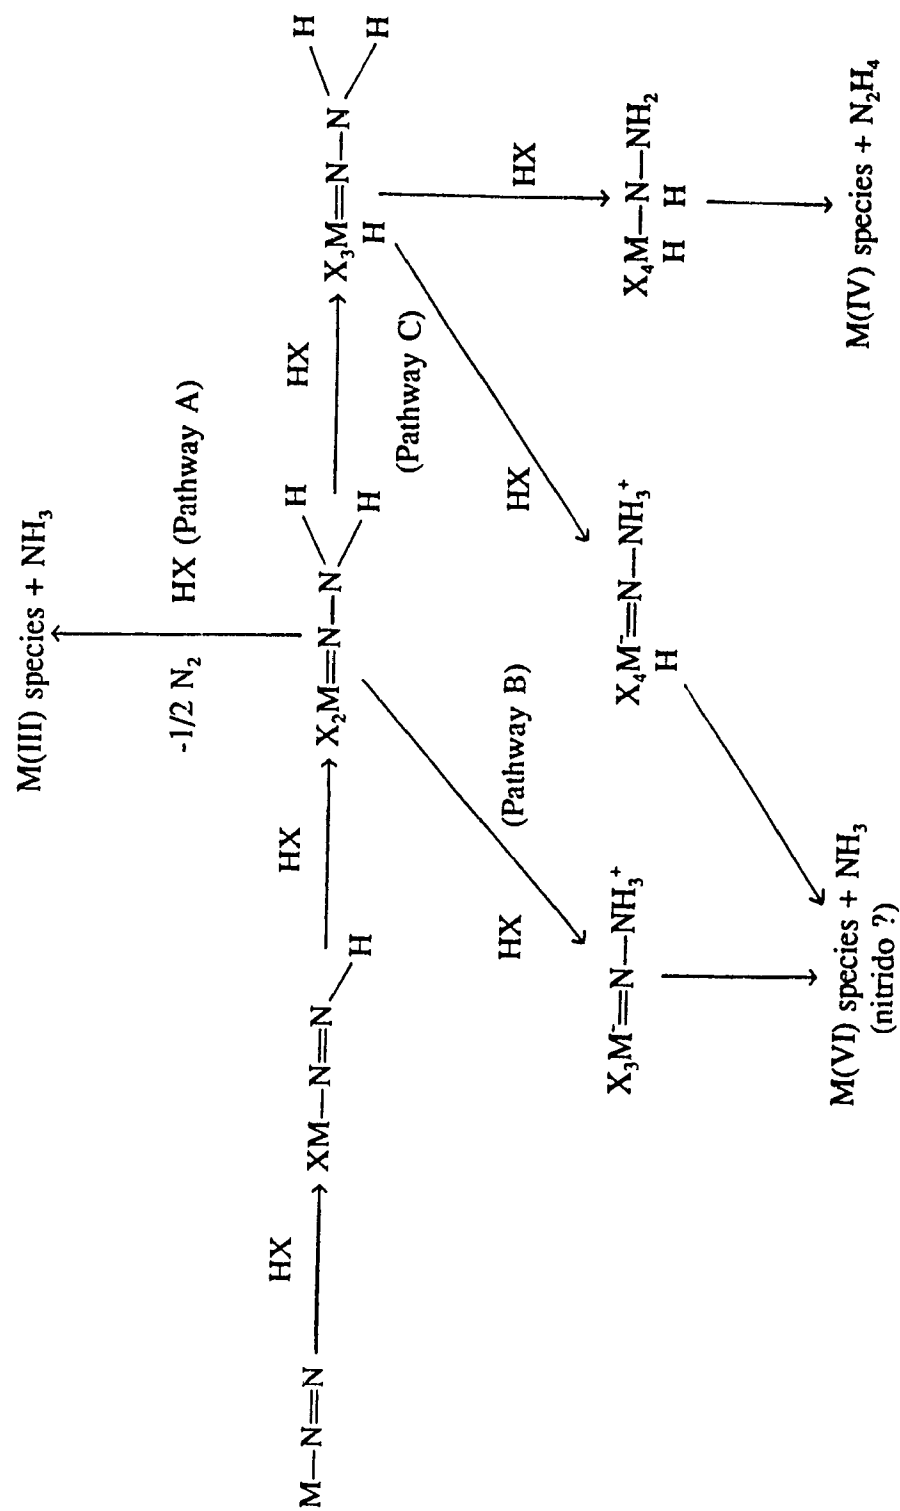 M(III) species + NH₃
-1/2 N₂
HX (Pathway A)
M—N=N
HX
XM—N=N
H
HX
X₂M=N—N
H
H
HX
X₃M=N—N
H
H
H
HX
(Pathway B)
HX
(Pathway C)
HX
X₃M⁻=N—NH₃⁺
X₄M⁻=N—NH₃⁺
H
X₄M—N—NH₂
H H
M(VI) species + NH₃
(nitrido ?)
M(IV) species + N₂H₄